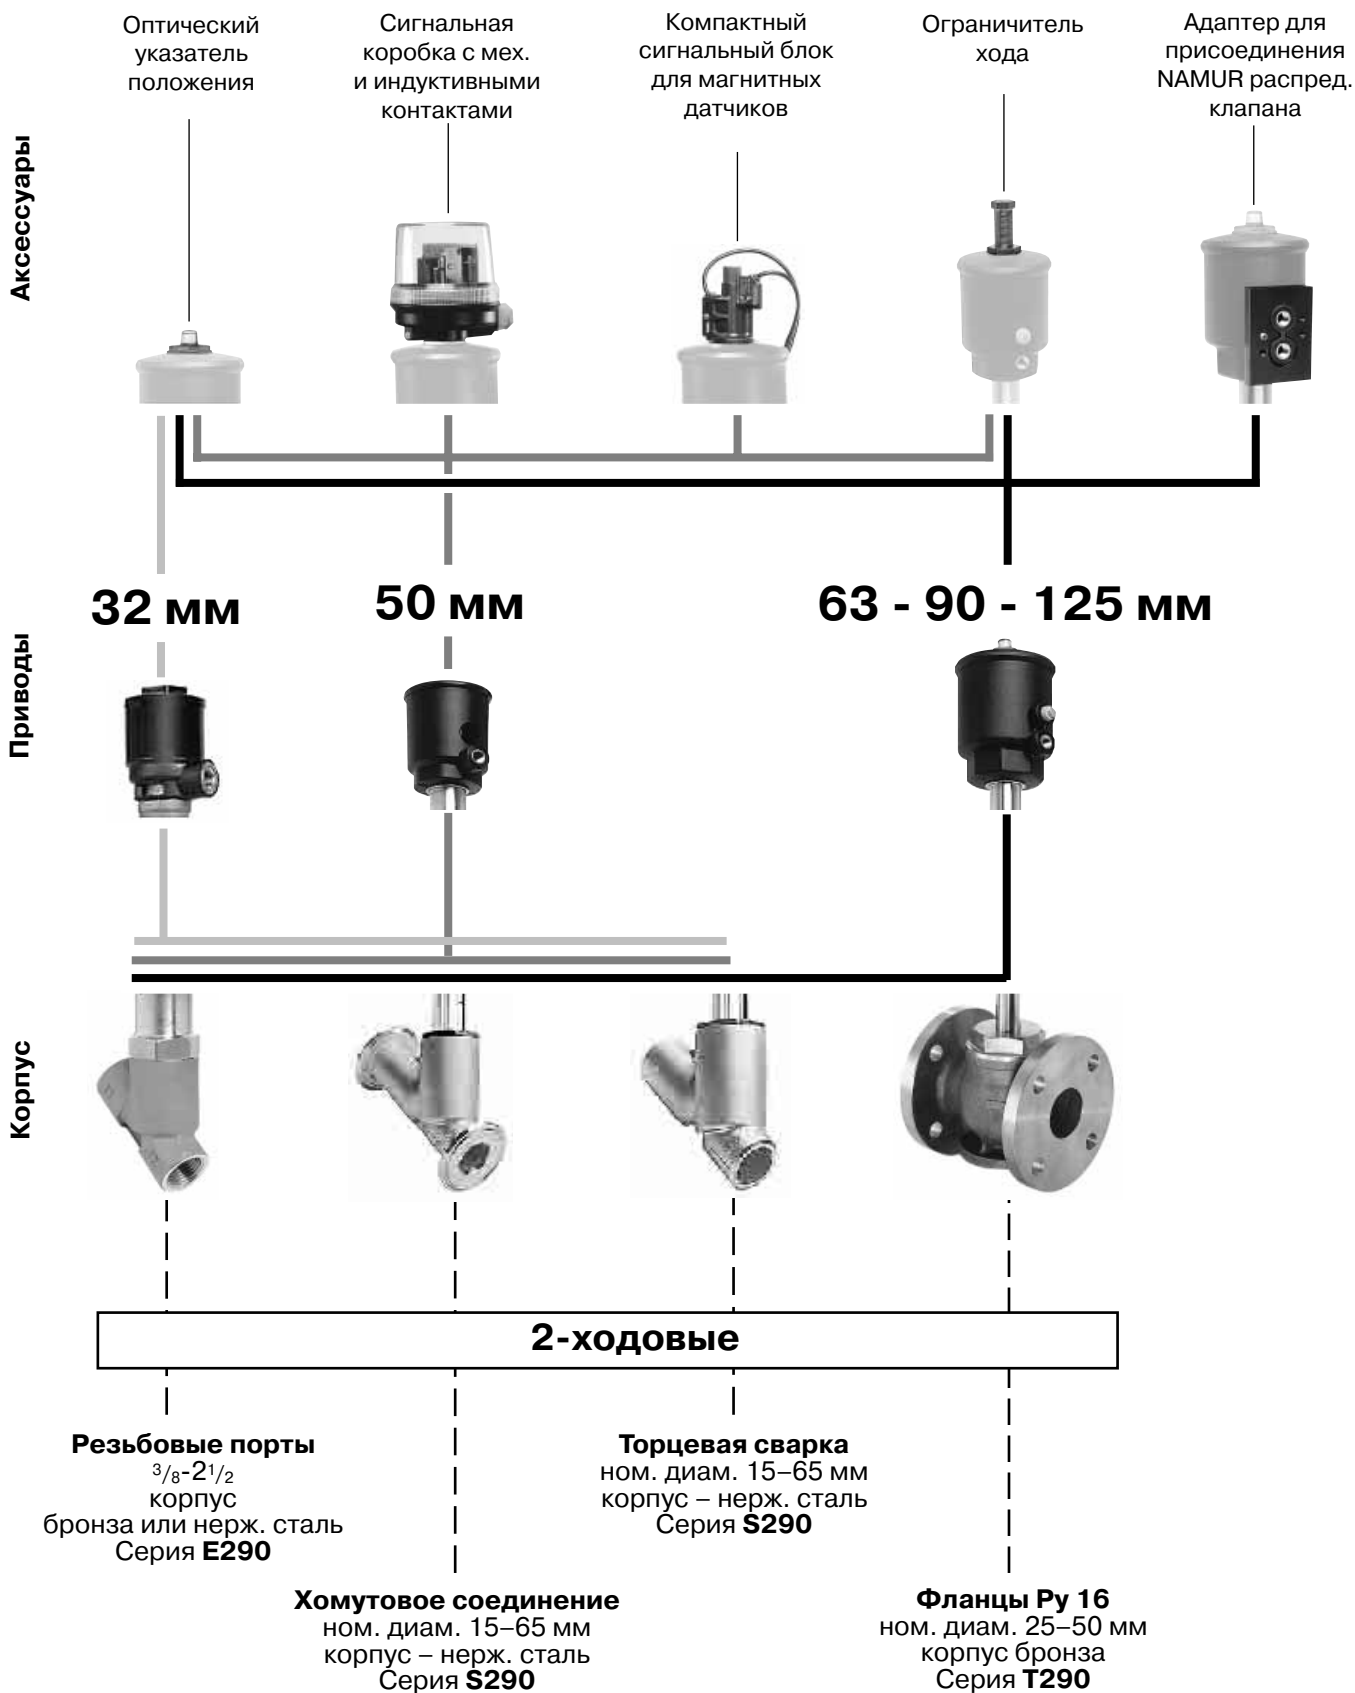 Оптический
указатель
положения
Сигнальная
коробка с мех.
и индуктивными
контактами
Компактный
сигнальный блок
для магнитных
датчиков
Ограничитель
хода
Адаптер для
присоединения
NAMUR распред.
клапана
Аксессуары
32 мм
50 мм
63 - 90 - 125 мм
Приводы
Корпус
2-ходовые
Резьбовые порты
3/8-21/2
корпус
бронза или нерж. сталь
Серия E290
Торцевая сварка
ном. диам. 15–65 мм
корпус – нерж. сталь
Серия S290
Хомутовое соединение
ном. диам. 15–65 мм
корпус – нерж. сталь
Серия S290
Фланцы Ру 16
ном. диам. 25–50 мм
корпус бронза
Серия T290